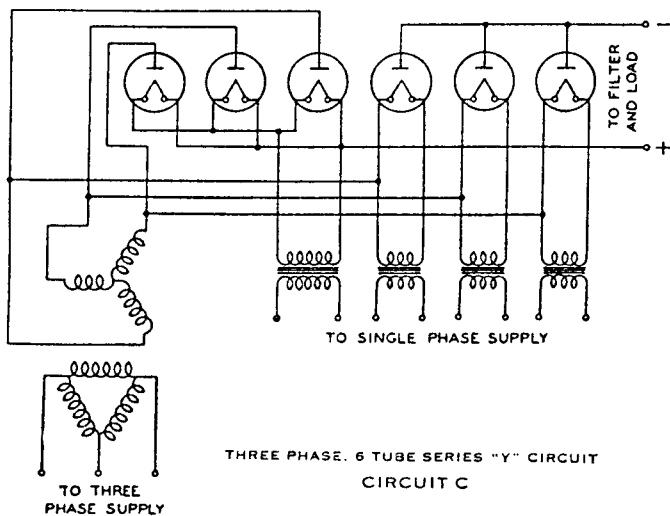 −
TO FILTER
AND LOAD
+
TO SINGLE PHASE SUPPLY
THREE PHASE. 6 TUBE SERIES "Y" CIRCUIT
CIRCUIT C
TO THREE
PHASE SUPPLY